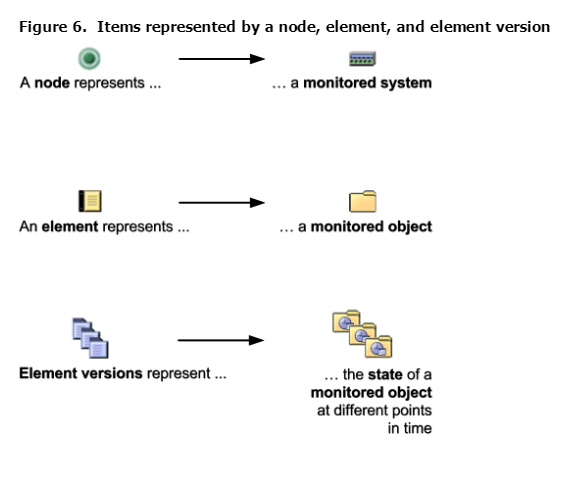 Figure 6.  Items represented by a node, element, and element version
A node represents ...
... a monitored system
An element represents ...
... a monitored object
Element versions represent ...
... the state of a
monitored object
at different points
in time